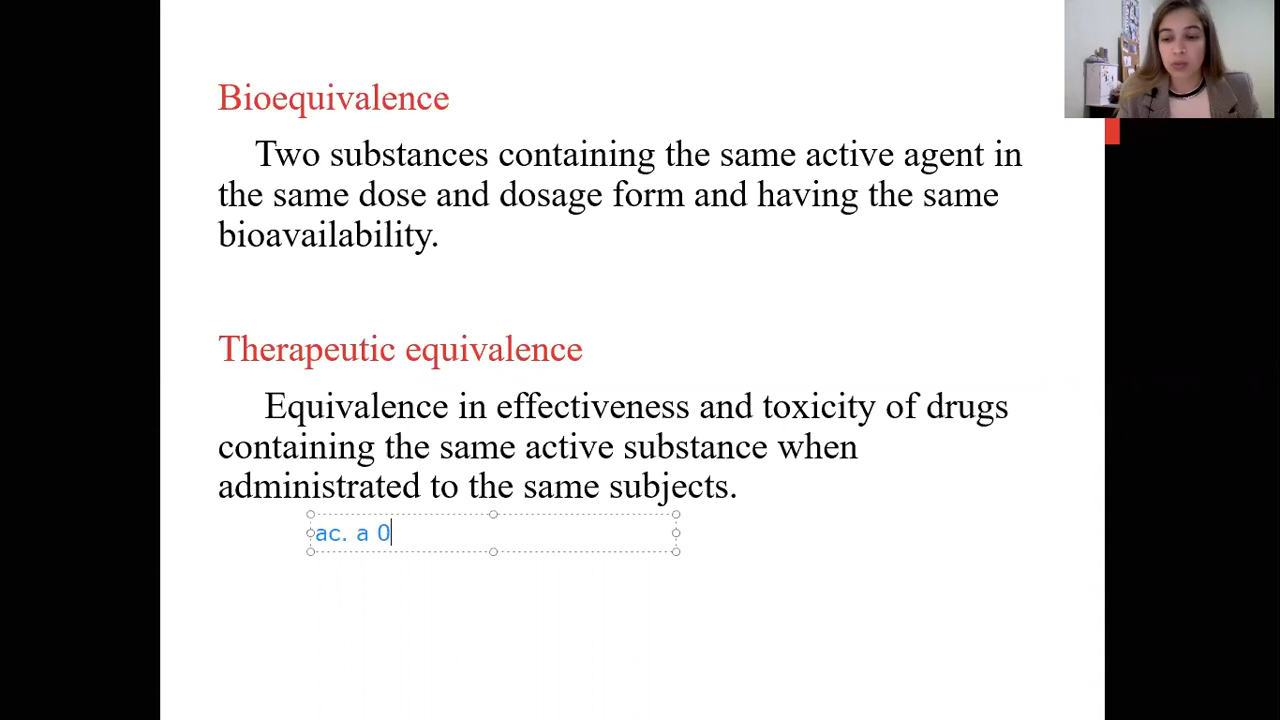 Bioequivalence
Two substances containing the same active agent in
the same dose and dosage form and having the same
bioavailability.
Therapeutic equivalence
Equivalence in effectiveness and toxicity of drugs
containing the same active substance when
administrated to the same subjects.
ac. a 0